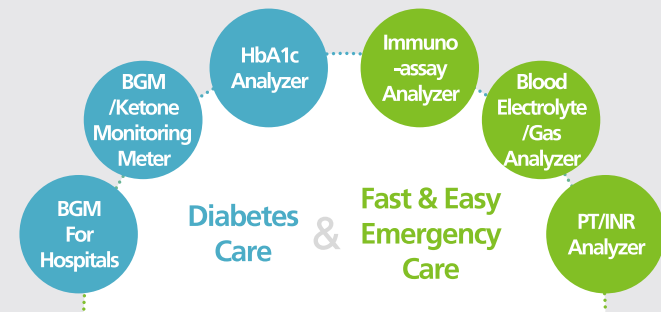 HbA1c
Analyzer
Immuno
-assay
Analyzer
BGM
/Ketone
Monitoring
Meter
Blood
Electrolyte
/Gas
Analyzer
BGM
For
Hospitals
Diabetes
Care
&
Fast & Easy
Emergency
Care
PT/INR
Analyzer